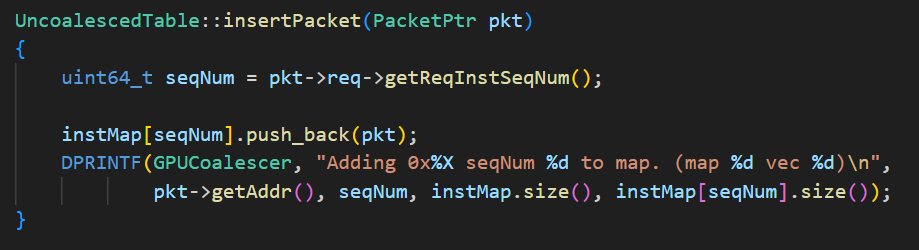 UncoalescedTable::insertPacket(PacketPtr pkt)
{
    uint64_t seqNum = pkt->req->getReqInstSeqNum();

    instMap[seqNum].push_back(pkt);
    DPRINTF(GPUCoalescer, "Adding 0x%X seqNum %d to map. (map %d vec %d)\n",
            pkt->getAddr(), seqNum, instMap.size(), instMap[seqNum].size());
}